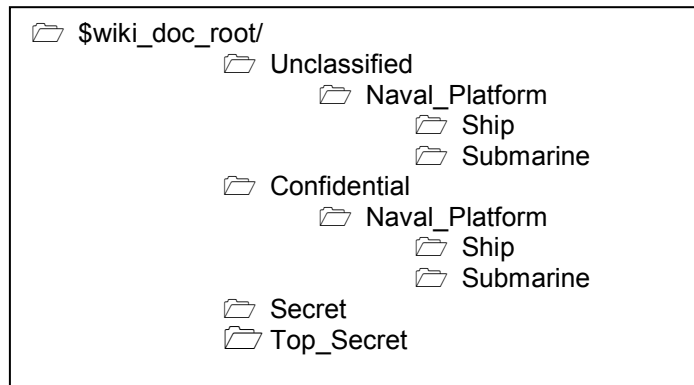 $wiki_doc_root/
Unclassified
Naval_Platform
Ship
Submarine
Confidential
Naval_Platform
Ship
Submarine
Secret
Top_Secret